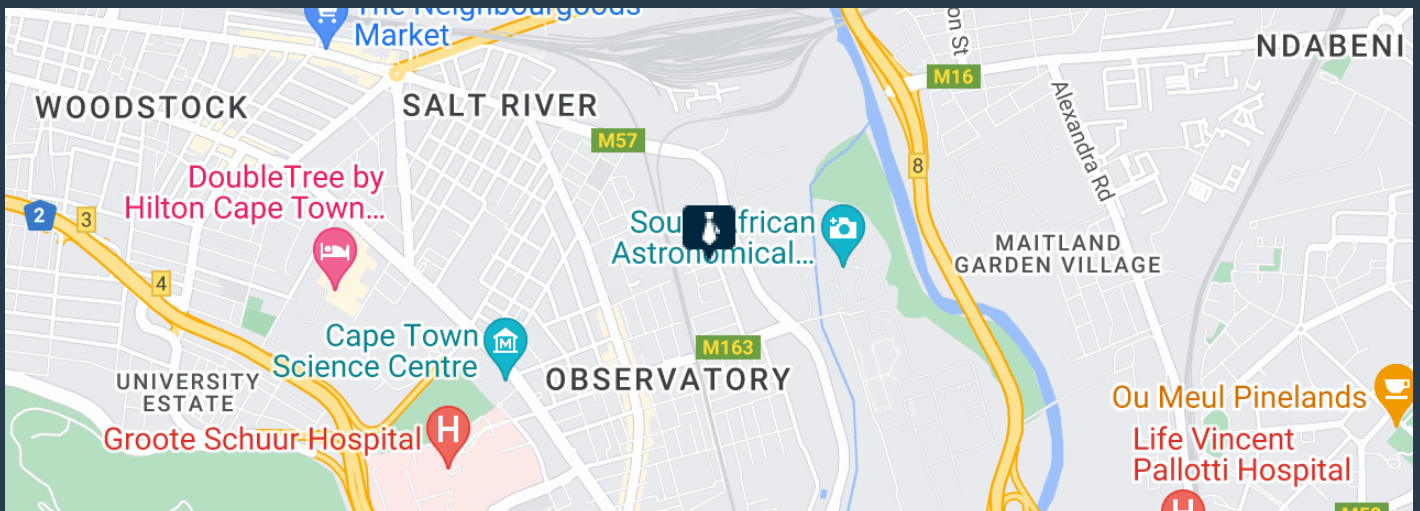 The Neighbourgoods
Market
on St
NDABENI
M16
WOODSTOCK
SALT RIVER
M57
Alexandra Rd
8
DoubleTree by
Hilton Cape Town...
2
3
African
Astronomical...
MAITLAND
GARDEN VILLAGE
4
Cape Town
Science Centre
M163
OBSERVATORY
UNIVERSITY
ESTATE
Ou Meul Pinelands
Groote Schuur Hospital
H
Life Vincent
Pallotti Hospital
H